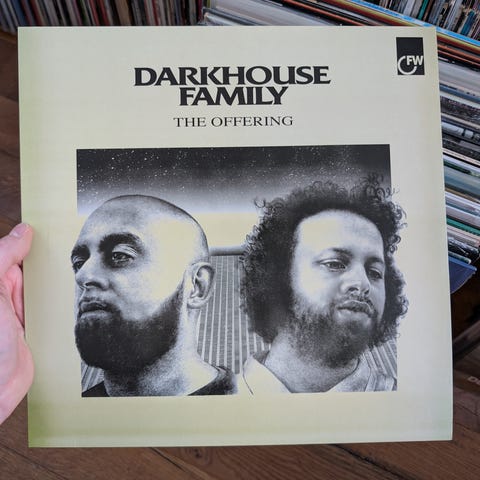 DARKHOUSE
FAMILY
THE OFFERING
FW